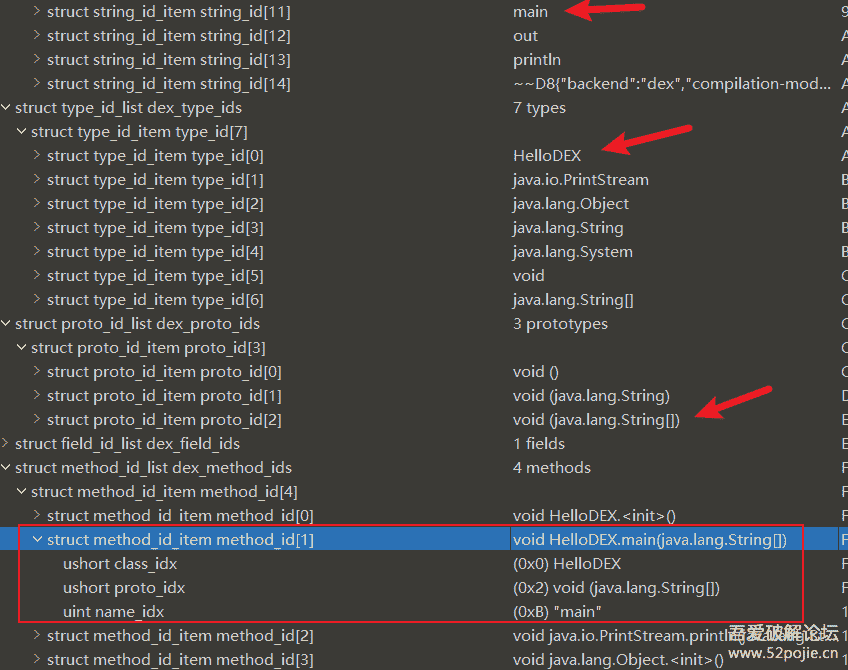 struct string_id_item string_id[11] main 9
struct string_id_item string_id[12] out A
struct string_id_item string_id[13] println A
struct string_id_item string_id[14] ~~D8{"backend":"dex","compilation-mod... A
struct type_id_list dex_type_ids 7 types A
struct type_id_item type_id[7] A
struct type_id_item type_id[0] HelloDEX A
struct type_id_item type_id[1] java.io.PrintStream B
struct type_id_item type_id[2] java.lang.Object B
struct type_id_item type_id[3] java.lang.String B
struct type_id_item type_id[4] java.lang.System B
struct type_id_item type_id[5] void C
struct type_id_item type_id[6] java.lang.String[] C
struct proto_id_list dex_proto_ids 3 prototypes C
struct proto_id_item proto_id[3] C
struct proto_id_item proto_id[0] void () C
struct proto_id_item proto_id[1] void (java.lang.String) D
struct proto_id_item proto_id[2] void (java.lang.String[]) E
struct field_id_list dex_field_ids 1 fields E
struct method_id_list dex_method_ids 4 methods F
struct method_id_item method_id[4] F
struct method_id_item method_id[0] void HelloDEX.<init>() F
struct method_id_item method_id[1] void HelloDEX.main(java.lang.String[]) F
ushort class_idx (0x0) HelloDEX F
ushort proto_idx (0x2) void (java.lang.String[]) F
uint name_idx (0xB) "main" 1
struct method_id_item method_id[2] void java.io.PrintStream.println 1
吾爱破解论坛
www.52pojie.cn
struct method_id_item method_id[3] void java.lang.Object.<init>() 1